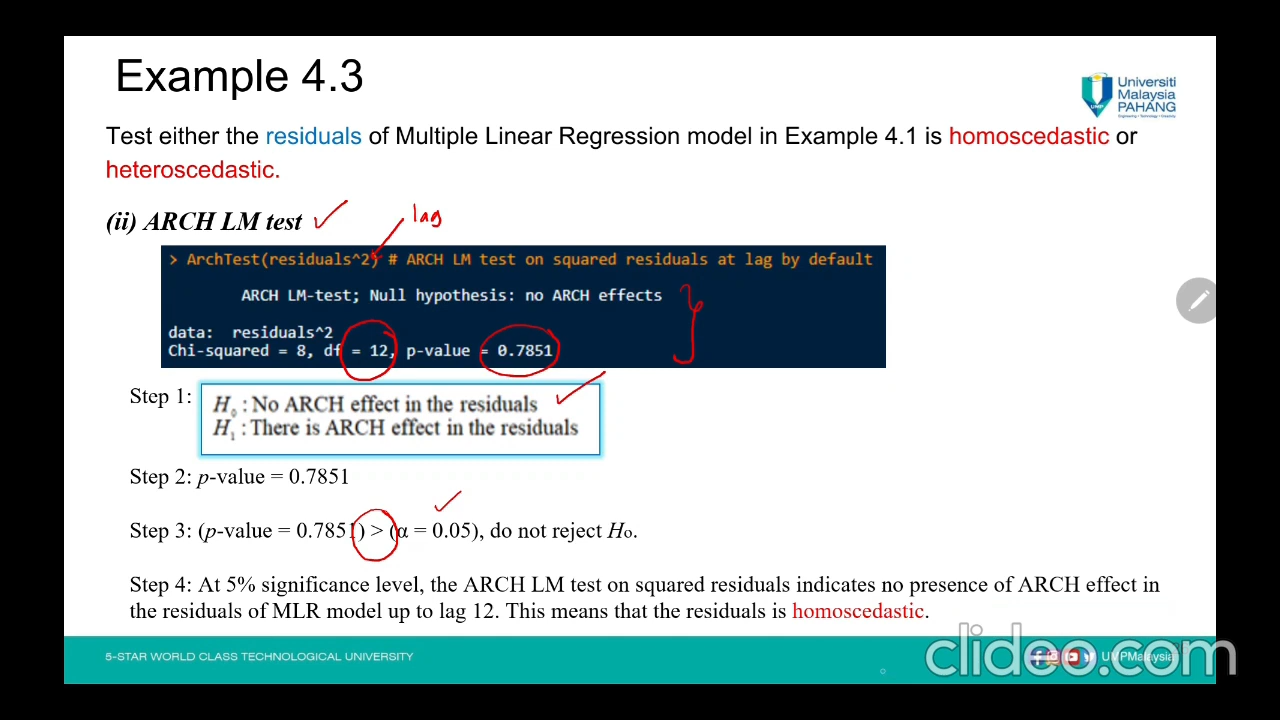 Example 4.3
Universiti
Malaysia
PAHANG
Engineering • Technology • Creativity
UMP
Test either the residuals of Multiple Linear Regression model in Example 4.1 is homoscedastic or
heteroscedastic.
(ii) ARCH LM test
lag
> ArchTest(residuals^2) # ARCH LM test on squared residuals at lag by default
ARCH LM-test; Null hypothesis: no ARCH effects
data: residuals^2
Chi-squared = 8, df = 12, p-value = 0.7851
Step 1:
H₀ : No ARCH effect in the residuals
H₁ : There is ARCH effect in the residuals
Step 2: p-value = 0.7851
Step 3: (p-value = 0.7851) > (α = 0.05), do not reject H₀.
Step 4: At 5% significance level, the ARCH LM test on squared residuals indicates no presence of ARCH effect in
the residuals of MLR model up to lag 12. This means that the residuals is homoscedastic.
5-STAR WORLD CLASS TECHNOLOGICAL UNIVERSITY
UMPMalaysia
clideo.com